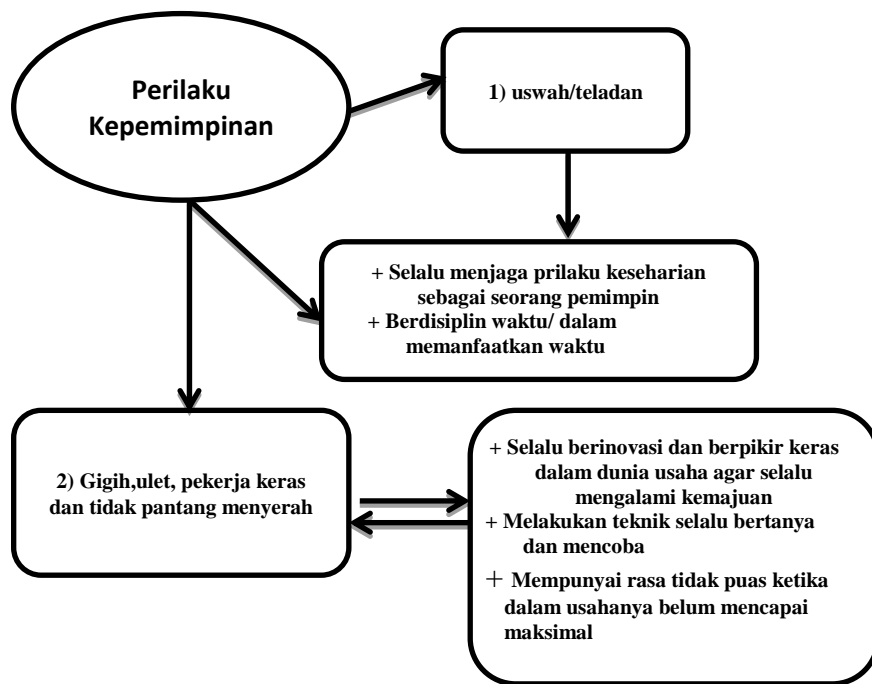 Perilaku
Kepemimpinan
1) uswah/teladan
+ Selalu menjaga prilaku keseharian
sebagai seorang pemimpin
+ Berdisiplin waktu/ dalam
memanfaatkan waktu
2) Gigih,ulet, pekerja keras
dan tidak pantang menyerah
+ Selalu berinovasi dan berpikir keras
dalam dunia usaha agar selalu
mengalami kemajuan
+ Melakukan teknik selalu bertanya
dan mencoba
+ Mempunyai rasa tidak puas ketika
dalam usahanya belum mencapai
maksimal